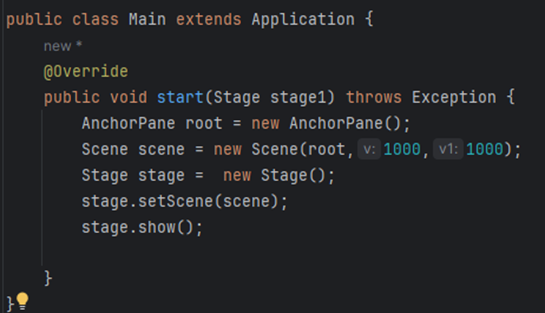 public class Main extends Application {
new *
@Override
public void start(Stage stage1) throws Exception {
AnchorPane root = new AnchorPane();
Scene scene = new Scene(root, v: 1000, v1: 1000);
Stage stage =  new Stage();
stage.setScene(scene);
stage.show();
}
}